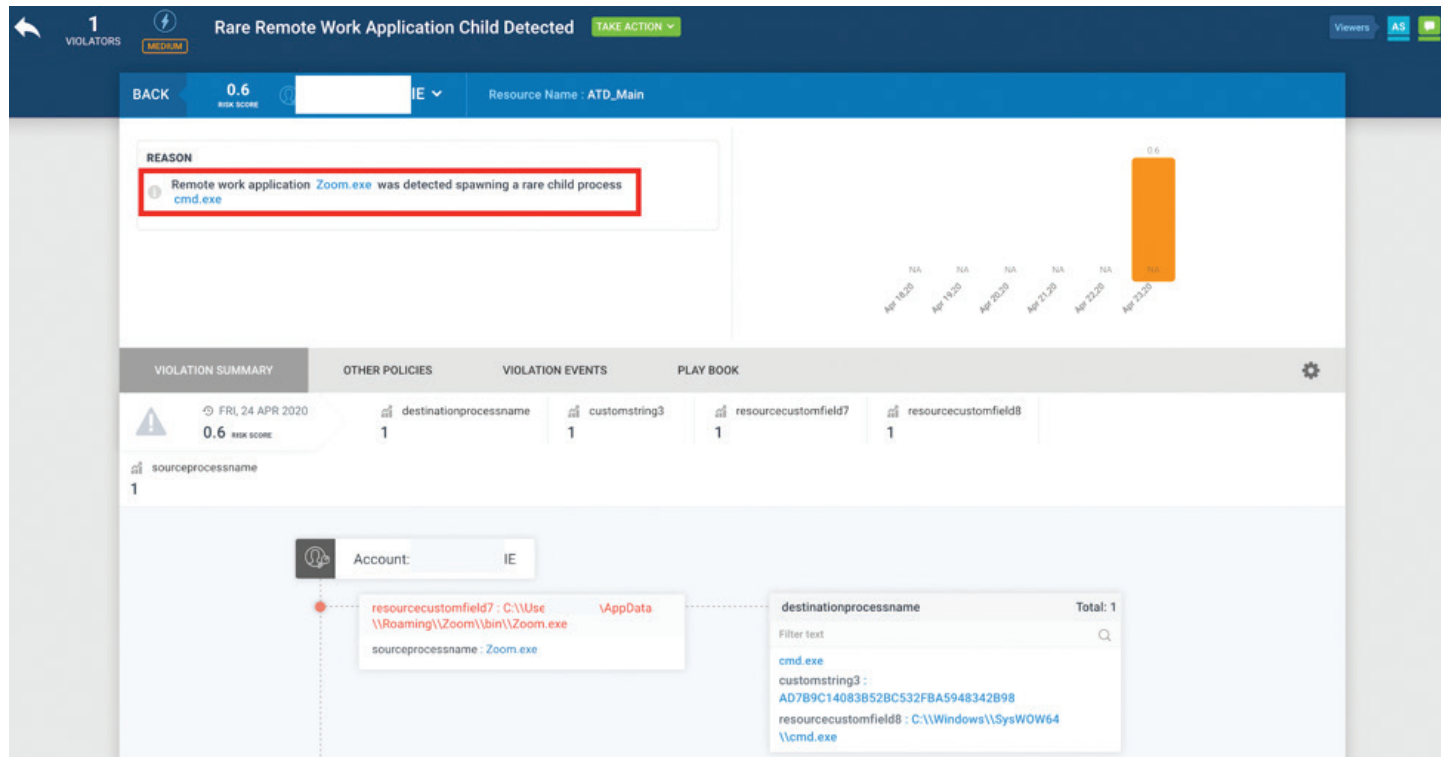 1
VIOLATORS
MEDIUM
Rare Remote Work Application Child Detected
TAKE ACTION
Viewers
AS
BACK
0.6
RISK SCORE
IE
Resource Name : ATD_Main
REASON
Remote work application Zoom.exe was detected spawning a rare child process
cmd.exe
0.6
NA NA NA NA NA NA
Apr 18,20 Apr 19,20 Apr 20,20 Apr 21,20 Apr 22,20 Apr 23,20
VIOLATION SUMMARY OTHER POLICIES VIOLATION EVENTS PLAY BOOK
FRI, 24 APR 2020
0.6 RISK SCORE
destinationprocessname
1
customstring3
1
resourcecustomfield7
1
resourcecustomfield8
1
sourceprocessname
1
Account: IE
resourcecustomfield7 : C:\\Use \AppData
\\Roaming\\Zoom\\bin\\Zoom.exe
sourceprocessname : Zoom.exe
destinationprocessname Total: 1
Filter text
cmd.exe
customstring3 :
AD7B9C14083B52BC532FBA5948342B98
resourcecustomfield8 : C:\\Windows\\SysWOW64
\\cmd.exe